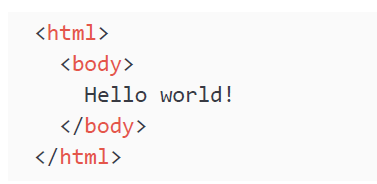 <html>
  <body>
    Hello world!
  </body>
</html>